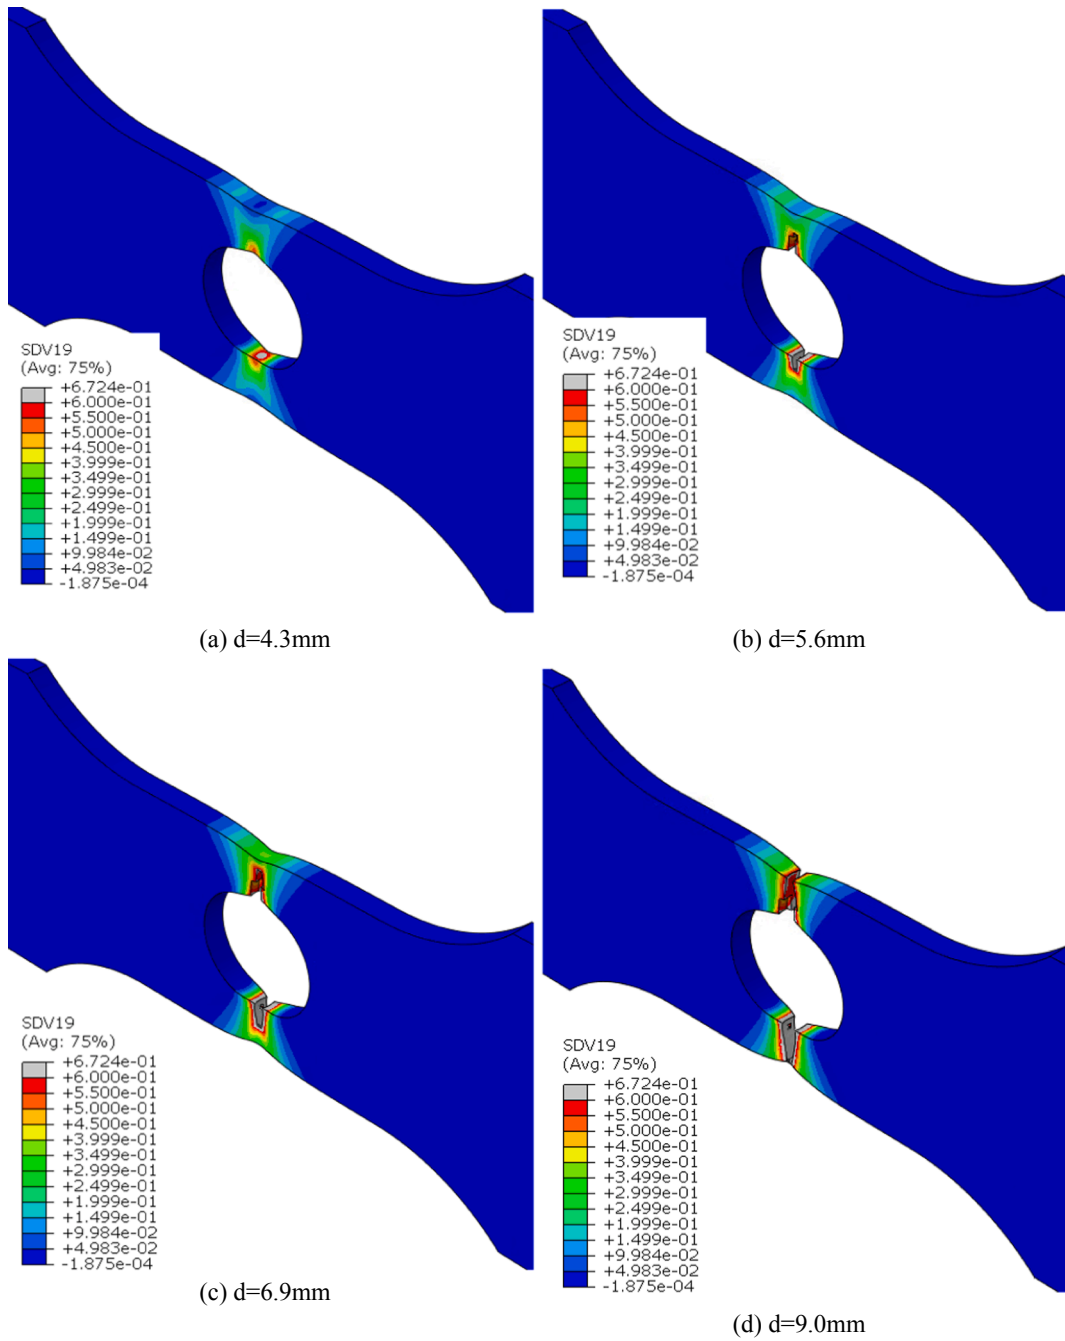 SDV19
(Avg: 75%)
+6.724e-01
+6.000e-01
+5.500e-01
+5.000e-01
+4.500e-01
+3.999e-01
+3.499e-01
+2.999e-01
+2.499e-01
+1.999e-01
+1.499e-01
+9.984e-02
+4.983e-02
-1.875e-04
(a) d=4.3mm
SDV19
(Avg: 75%)
+6.724e-01
+6.000e-01
+5.500e-01
+5.000e-01
+4.500e-01
+3.999e-01
+3.499e-01
+2.999e-01
+2.499e-01
+1.999e-01
+1.499e-01
+9.984e-02
+4.983e-02
-1.875e-04
(b) d=5.6mm
SDV19
(Avg: 75%)
+6.724e-01
+6.000e-01
+5.500e-01
+5.000e-01
+4.500e-01
+3.999e-01
+3.499e-01
+2.999e-01
+2.499e-01
+1.999e-01
+1.499e-01
+9.984e-02
+4.983e-02
-1.875e-04
(c) d=6.9mm
SDV19
(Avg: 75%)
+6.724e-01
+6.000e-01
+5.500e-01
+5.000e-01
+4.500e-01
+3.999e-01
+3.499e-01
+2.999e-01
+2.499e-01
+1.999e-01
+1.499e-01
+9.984e-02
+4.983e-02
-1.875e-04
(d) d=9.0mm